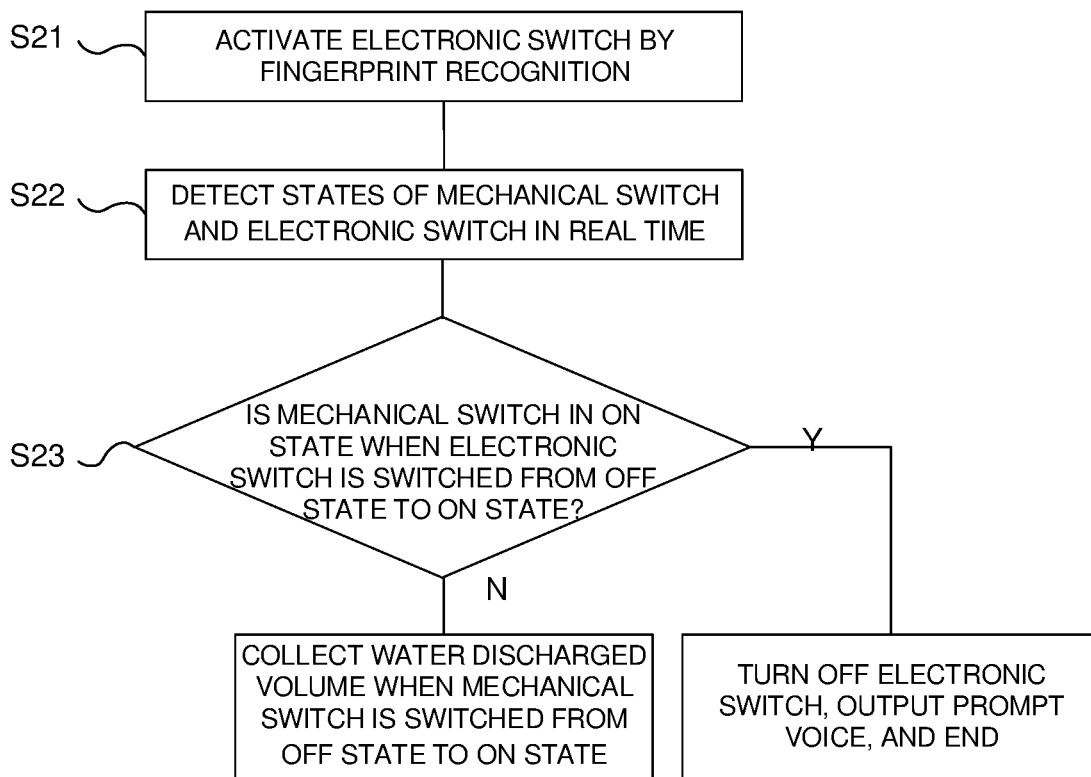 S21
ACTIVATE ELECTRONIC SWITCH BY
FINGERPRINT RECOGNITION
S22
DETECT STATES OF MECHANICAL SWITCH
AND ELECTRONIC SWITCH IN REAL TIME
S23
IS MECHANICAL SWITCH IN ON
STATE WHEN ELECTRONIC
SWITCH IS SWITCHED FROM OFF
STATE TO ON STATE?
Y
N
COLLECT WATER DISCHARGED
VOLUME WHEN MECHANICAL
SWITCH IS SWITCHED FROM
OFF STATE TO ON STATE
TURN OFF ELECTRONIC
SWITCH, OUTPUT PROMPT
VOICE, AND END